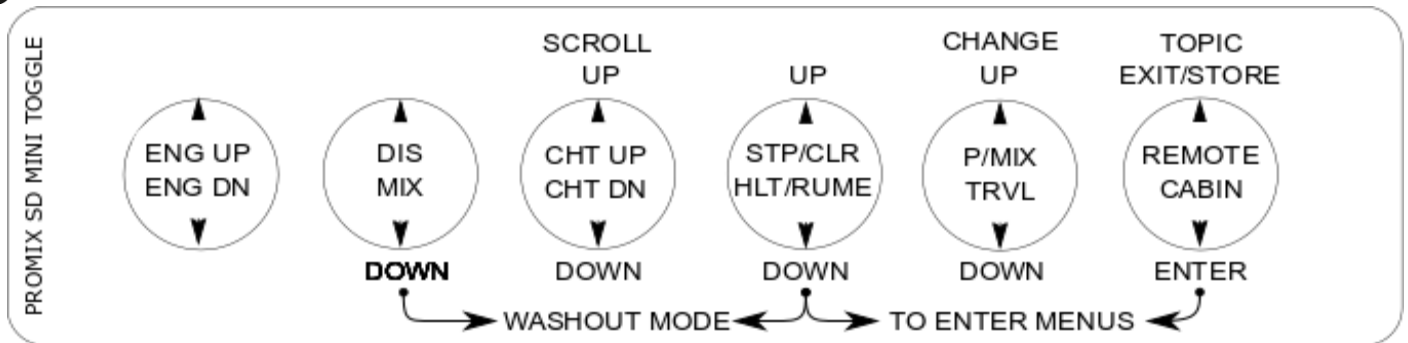 PROMIX SD MINI TOGGLE
SCROLL
CHANGE
TOPIC
UP
UP
UP
EXIT/STORE
ENG UP
ENG DN
DIS
MIX
CHT UP
CHT DN
STP/CLR
HLT/RUME
P/MIX
TRVL
REMOTE
CABIN
DOWN
DOWN
DOWN
DOWN
ENTER
WASHOUT MODE
TO ENTER MENUS